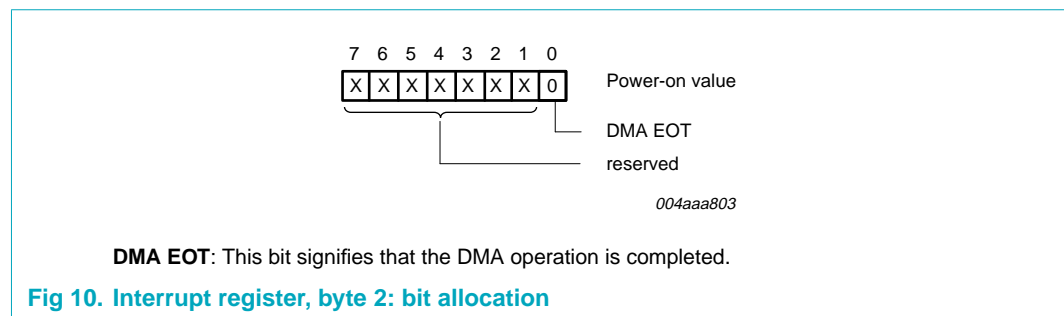 7 6 5 4 3 2 1 0
X X X X X X X 0 Power-on value
DMA EOT
reserved
004aaa803
DMA EOT: This bit signifies that the DMA operation is completed.
Fig 10. Interrupt register, byte 2: bit allocation